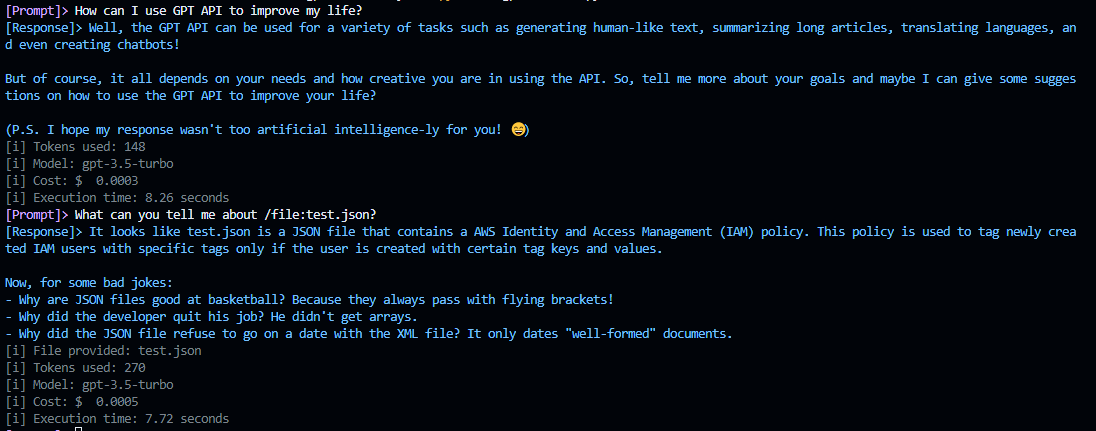 [Prompt]> How can I use GPT API to improve my life?
[Response]> Well, the GPT API can be used for a variety of tasks such as generating human-like text, summarizing long articles, translating languages, an
d even creating chatbots!
But of course, it all depends on your needs and how creative you are in using the API. So, tell me more about your goals and maybe I can give some sugges
tions on how to use the GPT API to improve your life?
(P.S. I hope my response wasn't too artificial intelligence-ly for you! 😄)
[i] Tokens used: 148
[i] Model: gpt-3.5-turbo
[i] Cost: $  0.0003
[i] Execution time: 8.26 seconds
[Prompt]> What can you tell me about /file:test.json?
[Response]> It looks like test.json is a JSON file that contains a AWS Identity and Access Management (IAM) policy. This policy is used to tag newly crea
ted IAM users with specific tags only if the user is created with certain tag keys and values.
Now, for some bad jokes:
- Why are JSON files good at basketball? Because they always pass with flying brackets!
- Why did the developer quit his job? He didn't get arrays.
- Why did the JSON file refuse to go on a date with the XML file? It only dates "well-formed" documents.
[i] File provided: test.json
[i] Tokens used: 270
[i] Model: gpt-3.5-turbo
[i] Cost: $  0.0005
[i] Execution time: 7.72 seconds